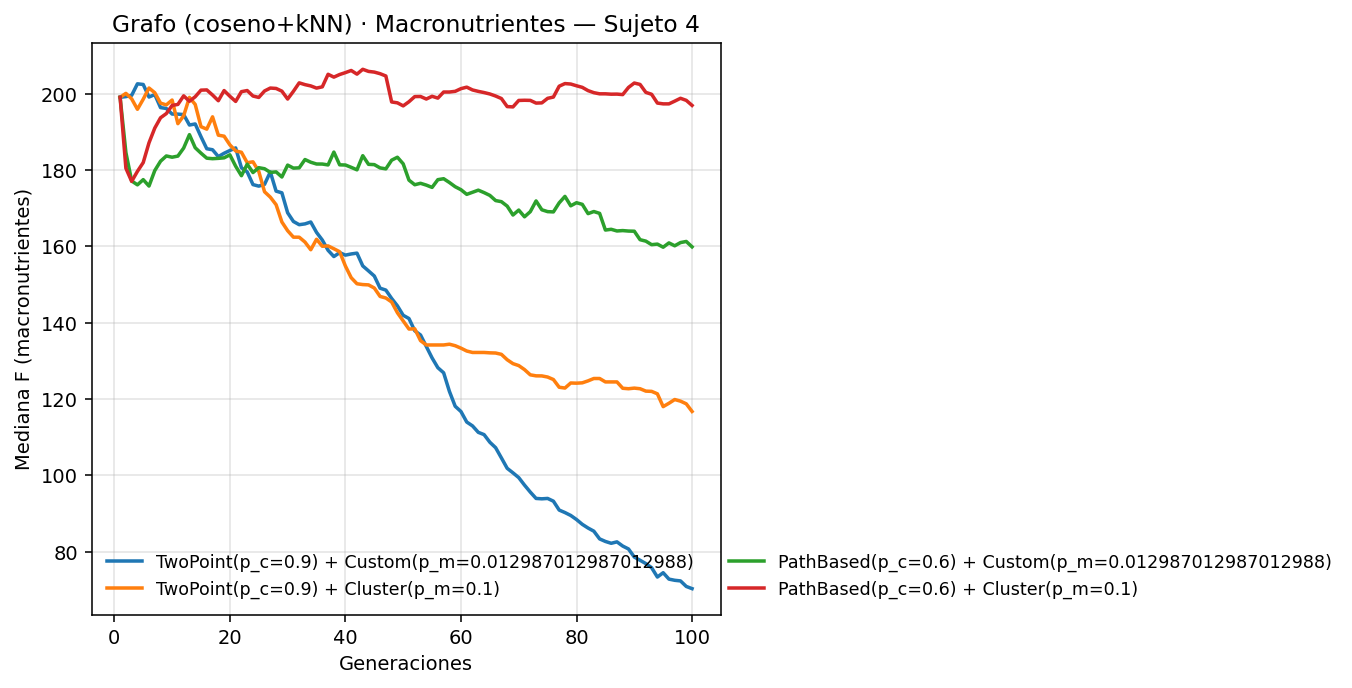 Grafo (coseno+kNN) · Macronutrientes — Sujeto 4
Mediana F (macronutrientes)
200
180
160
140
120
100
80
TwoPoint(p_c=0.9) + Custom(p_m=0.012987012987012988)
TwoPoint(p_c=0.9) + Cluster(p_m=0.1)
PathBased(p_c=0.6) + Custom(p_m=0.012987012987012988)
PathBased(p_c=0.6) + Cluster(p_m=0.1)
0 20 40 60 80 100
Generaciones